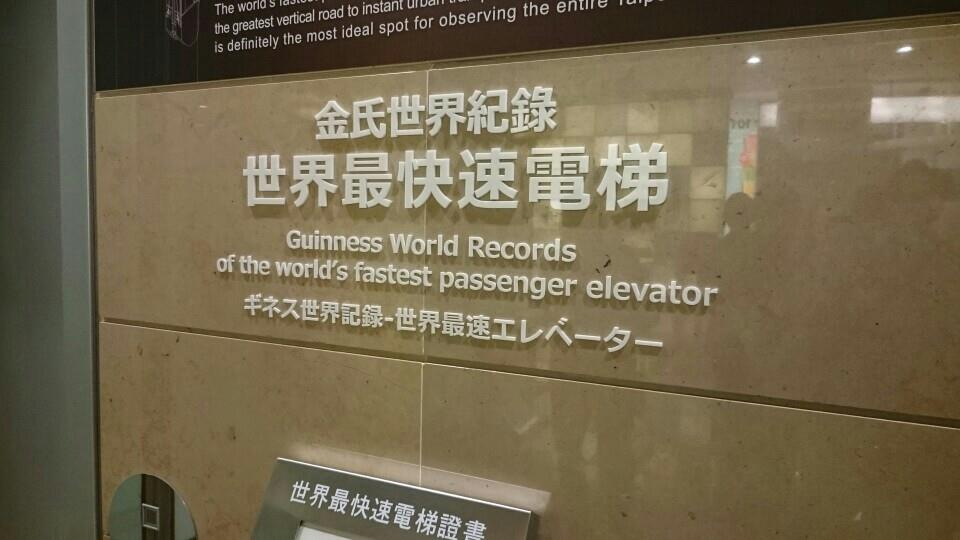 The world's fastest
the greatest vertical road to instant urban
is definitely the most ideal spot for observing the entire Taipei
金氏世界紀錄
世界最快速電梯
Guinness World Records
of the world's fastest passenger elevator
ギネス世界記録-世界最速エレベーター
世界最快速電梯證書